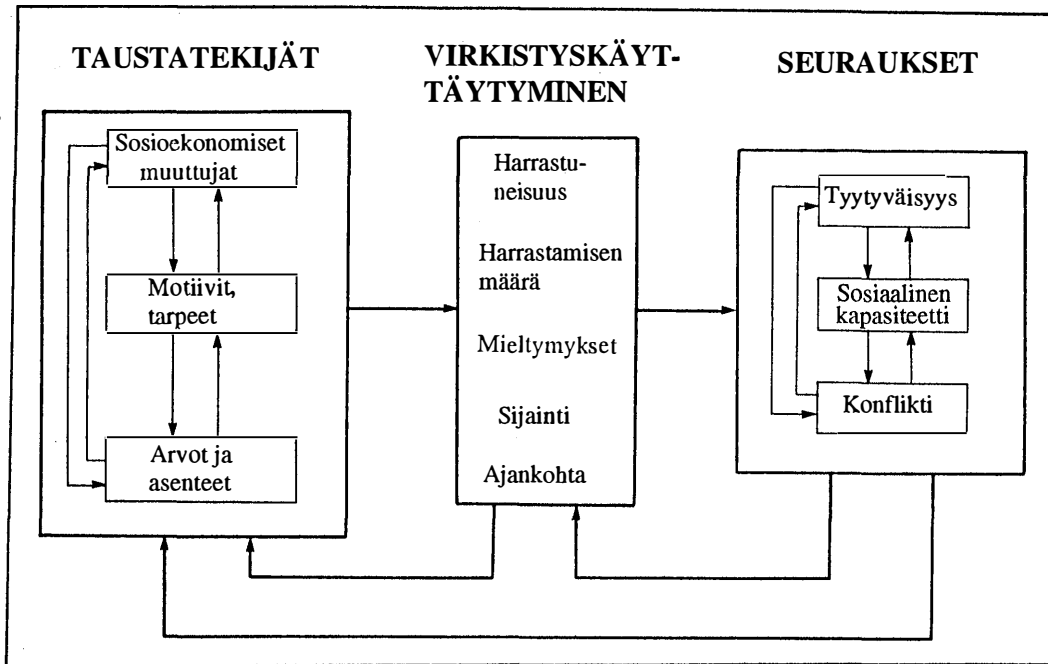 TAUSTATEKIJÄT
Sosioekonomiset
muuttujat
Motiivit,
tarpeet
Arvot ja
asenteet
VIRKISTYSKÄYT-
TÄYTYMINEN
Harrastu-
neisuus
Harrastamisen
määrä
Mieltymykset
Sijainti
Ajankohta
SEURAUKSET
Tyytyväisyys
Sosiaalinen
kapasiteetti
Konflikti